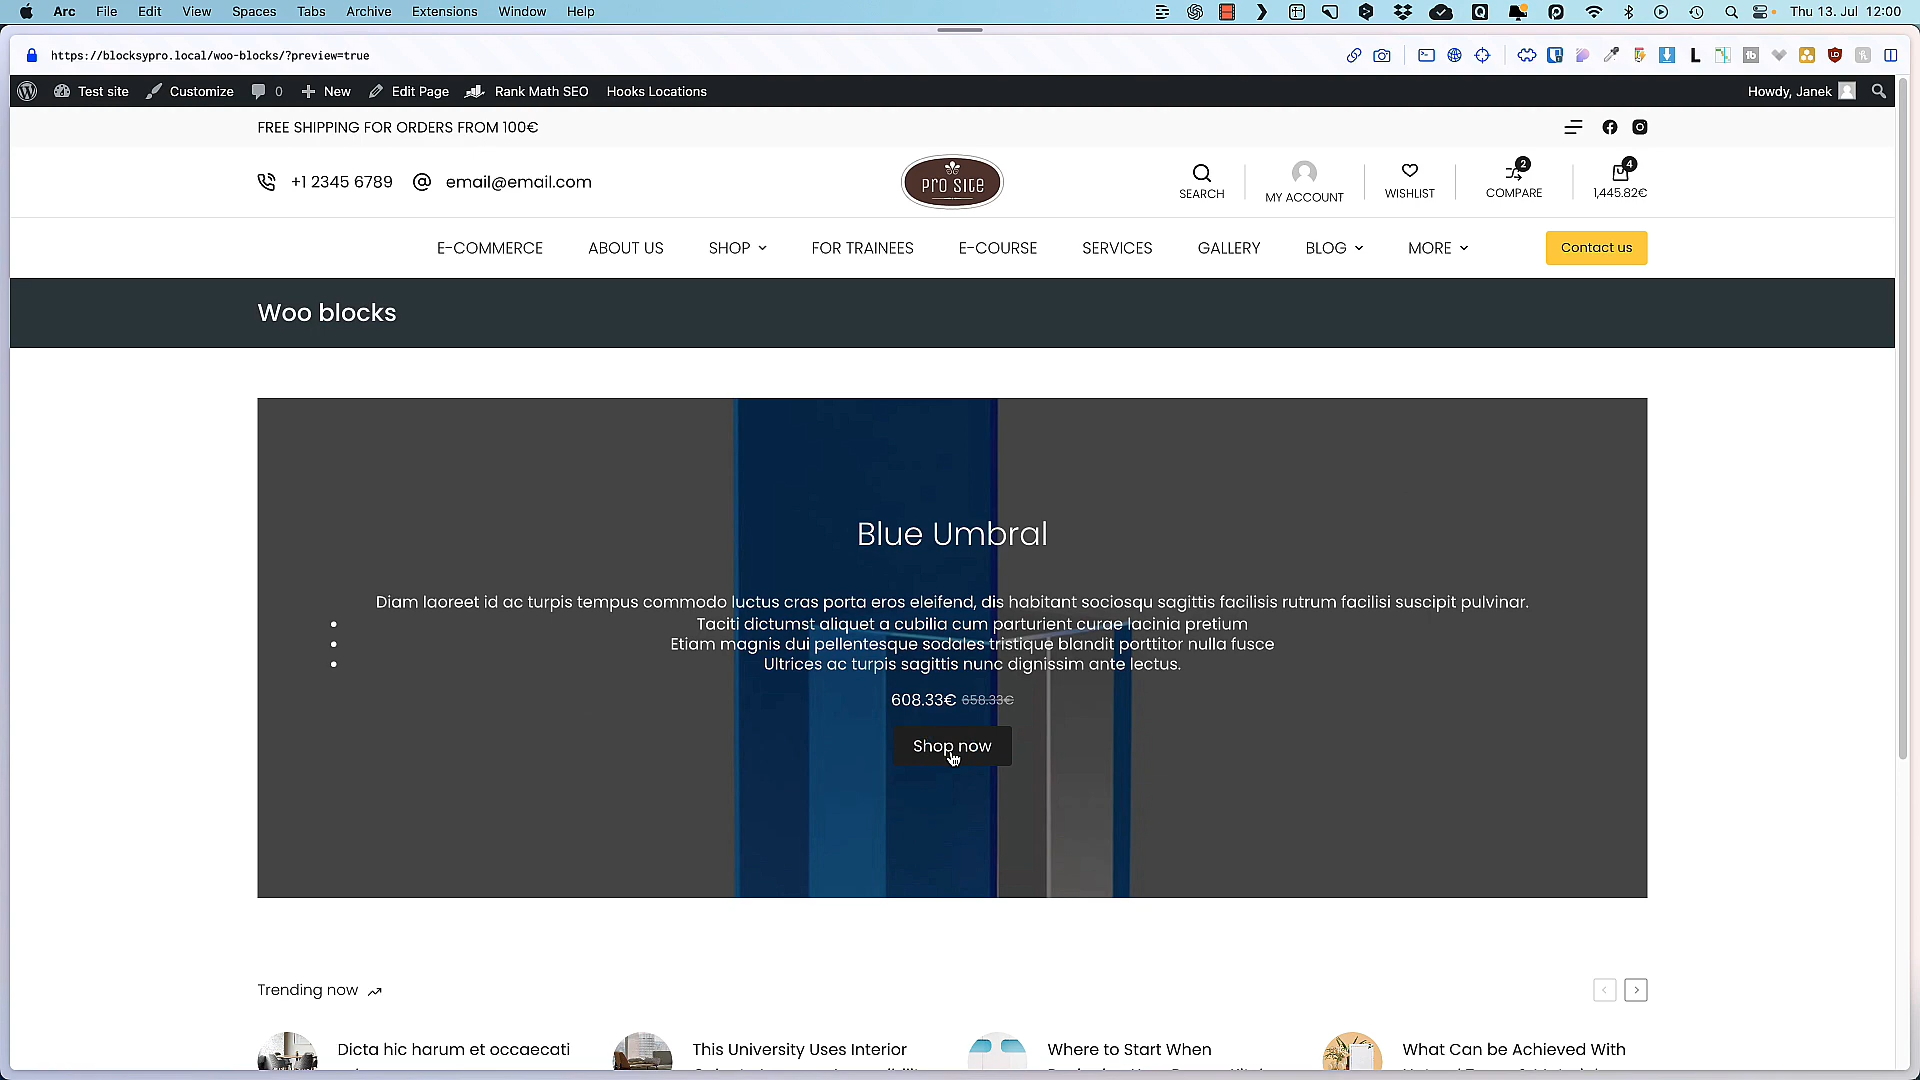 Arc File Edit View Spaces Tabs Archive Extensions Window Help Thu 13. Jul 12:00
https://blocksypro.local/woo-blocks/?preview=true
Test site Customize 0 New Edit Page Rank Math SEO Hooks Locations Howdy, Janek
FREE SHIPPING FOR ORDERS FROM 100€
+1 2345 6789 email@email.com
pro site
SEARCH MY ACCOUNT WISHLIST 2 COMPARE 4 1,445.82€
E-COMMERCE ABOUT US SHOP FOR TRAINEES E-COURSE SERVICES GALLERY BLOG MORE Contact us
Woo blocks
Blue Umbral
Diam laoreet id ac turpis tempus commodo luctus cras porta eros eleifend, dis habitant sociosqu sagittis facilisis rutrum facilisi suscipit pulvinar.
Taciti dictumst aliquet a cubilia cum parturient curae lacinia pretium
Etiam magnis dui pellentesque sodales tristique blandit porttitor nulla fusce
Ultrices ac turpis sagittis nunc dignissim ante lectus.
608.33€ 658.33€
Shop now
Trending now
Dicta hic harum et occaecati This University Uses Interior Where to Start When What Can be Achieved With